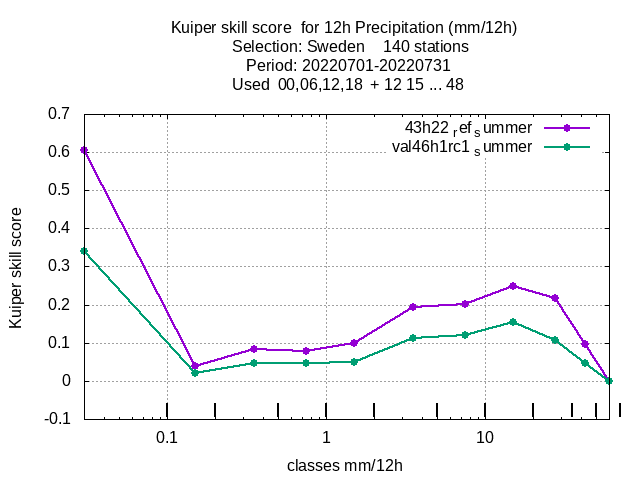 Kuiper skill score  for 12h Precipitation (mm/12h)
Selection: Sweden    140 stations
Period: 20220701-20220731
Used  00,06,12,18  + 12 15 ... 48
43h22 ref summer
val46h1rc1 summer
0.7
0.6
0.5
0.4
0.3
0.2
0.1
0
-0.1
Kuiper skill score
0.1 1 10
classes mm/12h